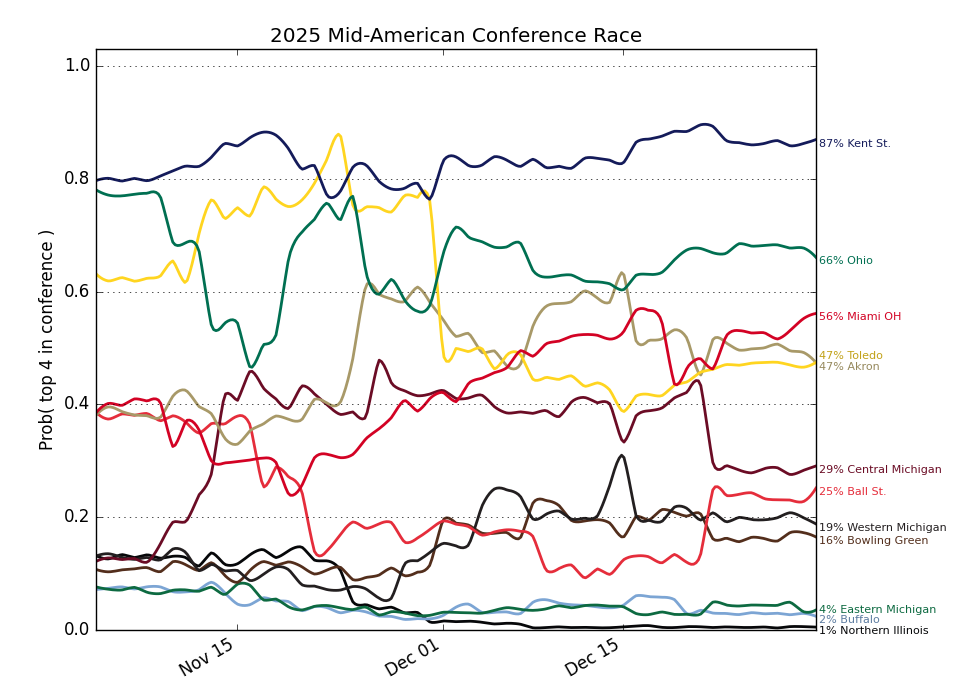 2025 Mid-American Conference Race
Prob( top 4 in conference )
1.0
0.8
0.6
0.4
0.2
0.0
Nov 15
Dec 01
Dec 15
87% Kent St.
66% Ohio
56% Miami OH
47% Toledo
47% Akron
29% Central Michigan
25% Ball St.
19% Western Michigan
16% Bowling Green
4% Eastern Michigan
2% Buffalo
1% Northern Illinois